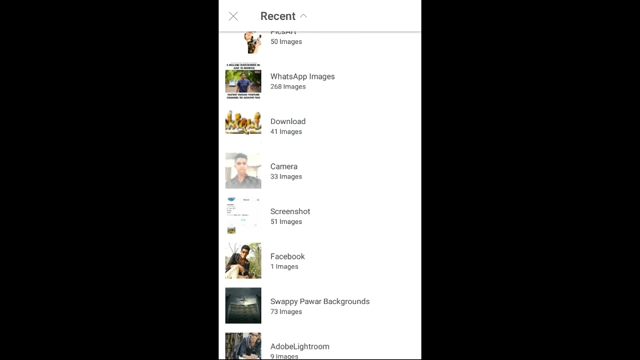 Recent
PicsArt
50 Images
WhatsApp Images
268 Images
Download
41 Images
Camera
33 Images
Screenshot
51 Images
Facebook
1 Images
Swappy Pawar Backgrounds
73 Images
AdobeLightroom
9 Images